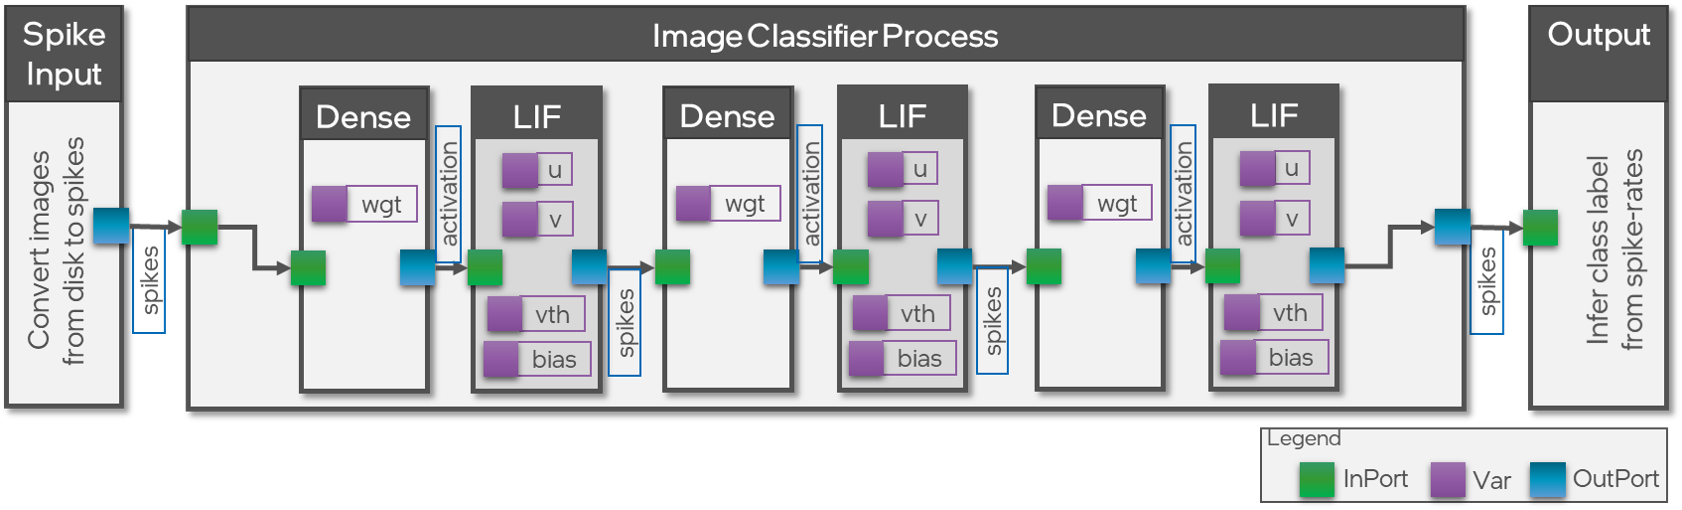 Spike
Input
Convert images
from disk to spikes
spikes
Image Classifier Process
Dense
wgt
activation
LIF
u
v
vth
bias
spikes
Dense
wgt
activation
LIF
u
v
vth
bias
spikes
Dense
wgt
activation
LIF
u
v
vth
bias
spikes
Output
Infer class label
from spike-rates
Legend
InPort
Var
OutPort